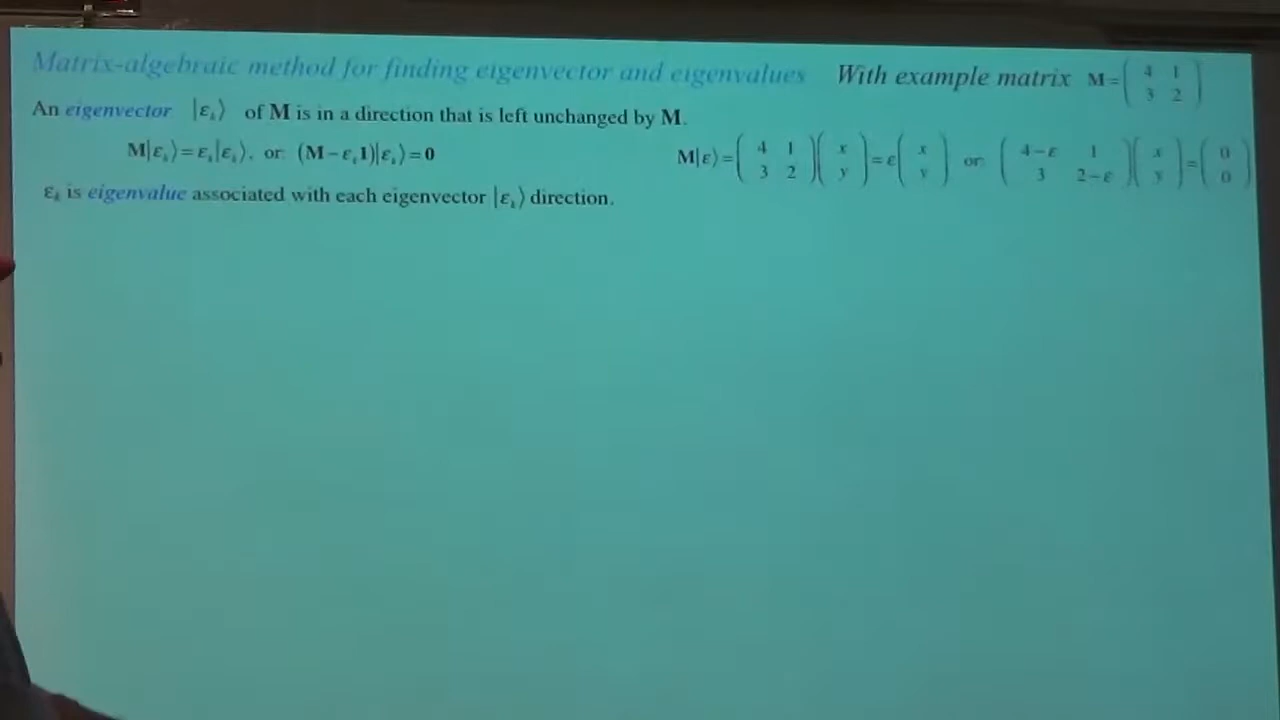 Matrix-algebraic method for finding eigenvector and eigenvalues With example matrix M = ( 4 1 3 2 )
An eigenvector |ε_k⟩ of M is in a direction that is left unchanged by M.
M|ε_k⟩ = ε_k|ε_k⟩, or: (M − ε_k1)|ε_k⟩ = 0
M|ε⟩ = ( 4 1 3 2 )( x y ) = ε( x y ) or: ( 4−ε 1 3 2−ε )( x y ) = ( 0 0 )
ε_k is eigenvalue associated with each eigenvector |ε_k⟩ direction.